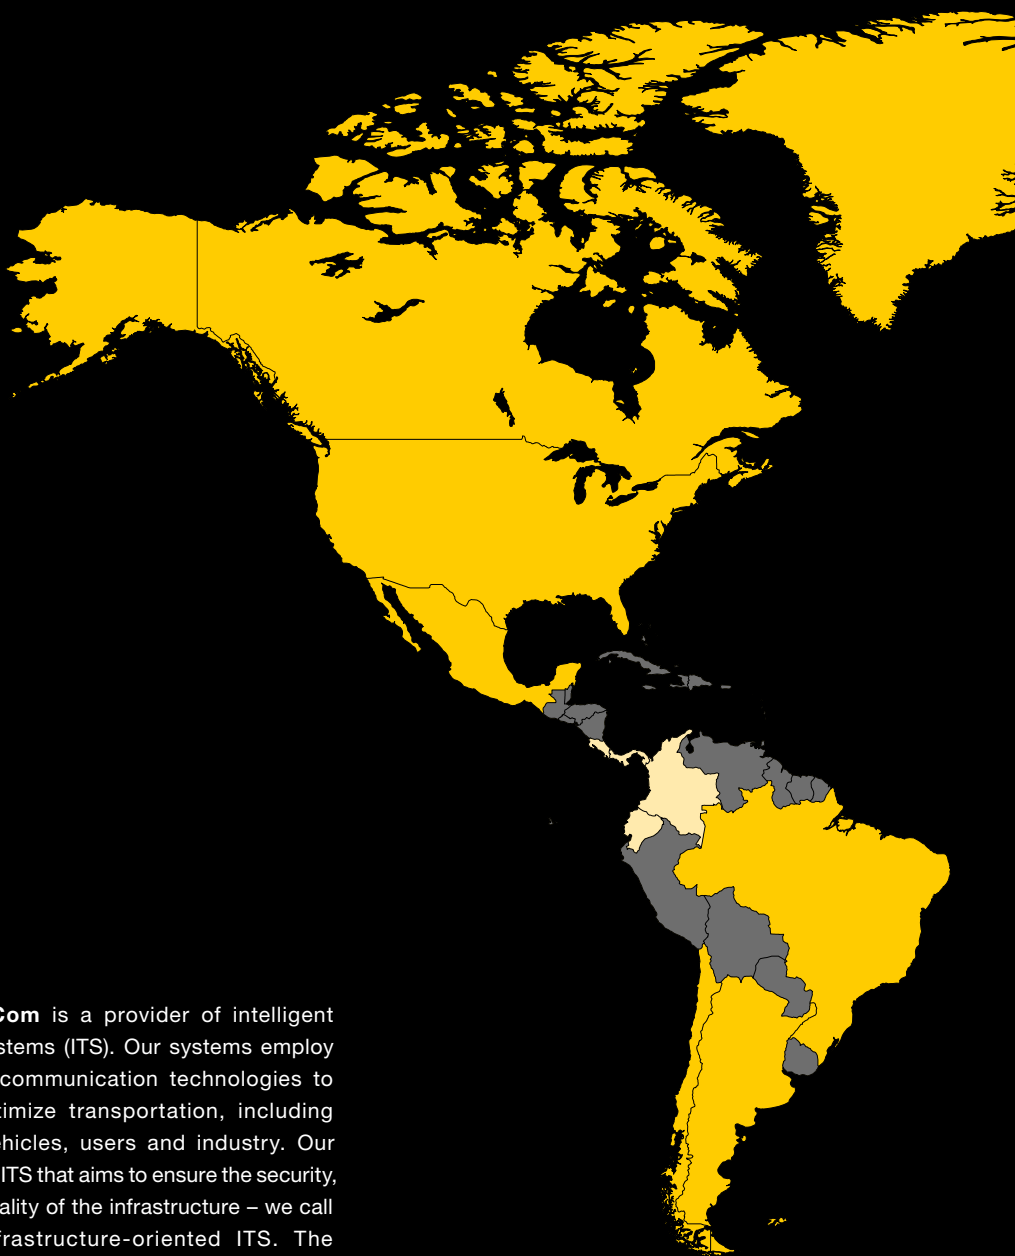 Com is a provider of intelligent
stems (ITS). Our systems employ
communication technologies to
timize transportation, including
hicles, users and industry. Our
ITS that aims to ensure the security,
ality of the infrastructure – we call
frastructure-oriented ITS. The